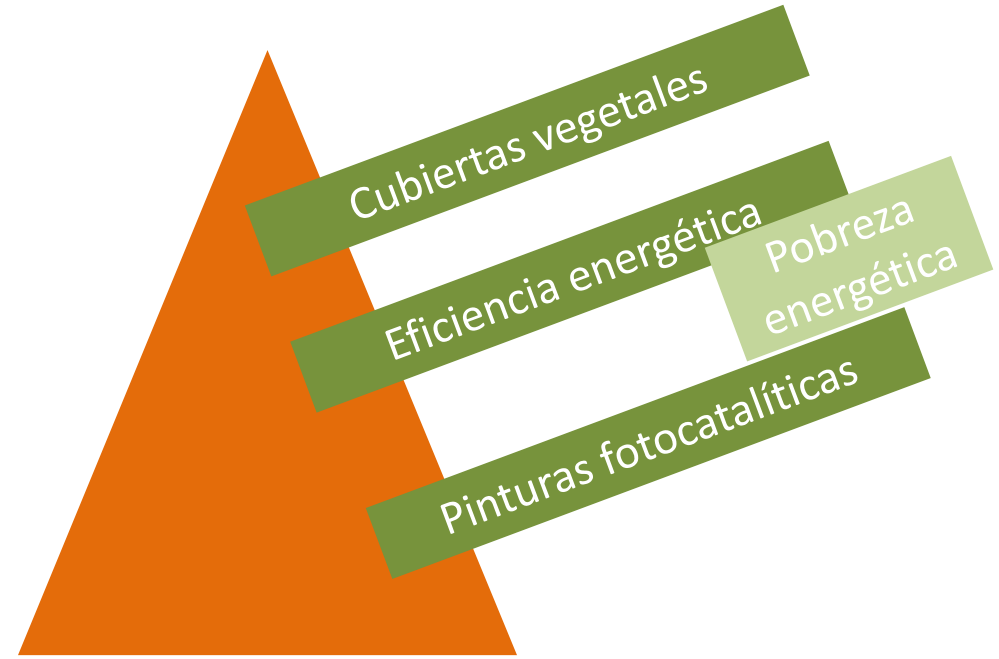 Cubiertas vegetales
Eficiencia energética
Pobreza
energética
Pinturas fotocatalíticas